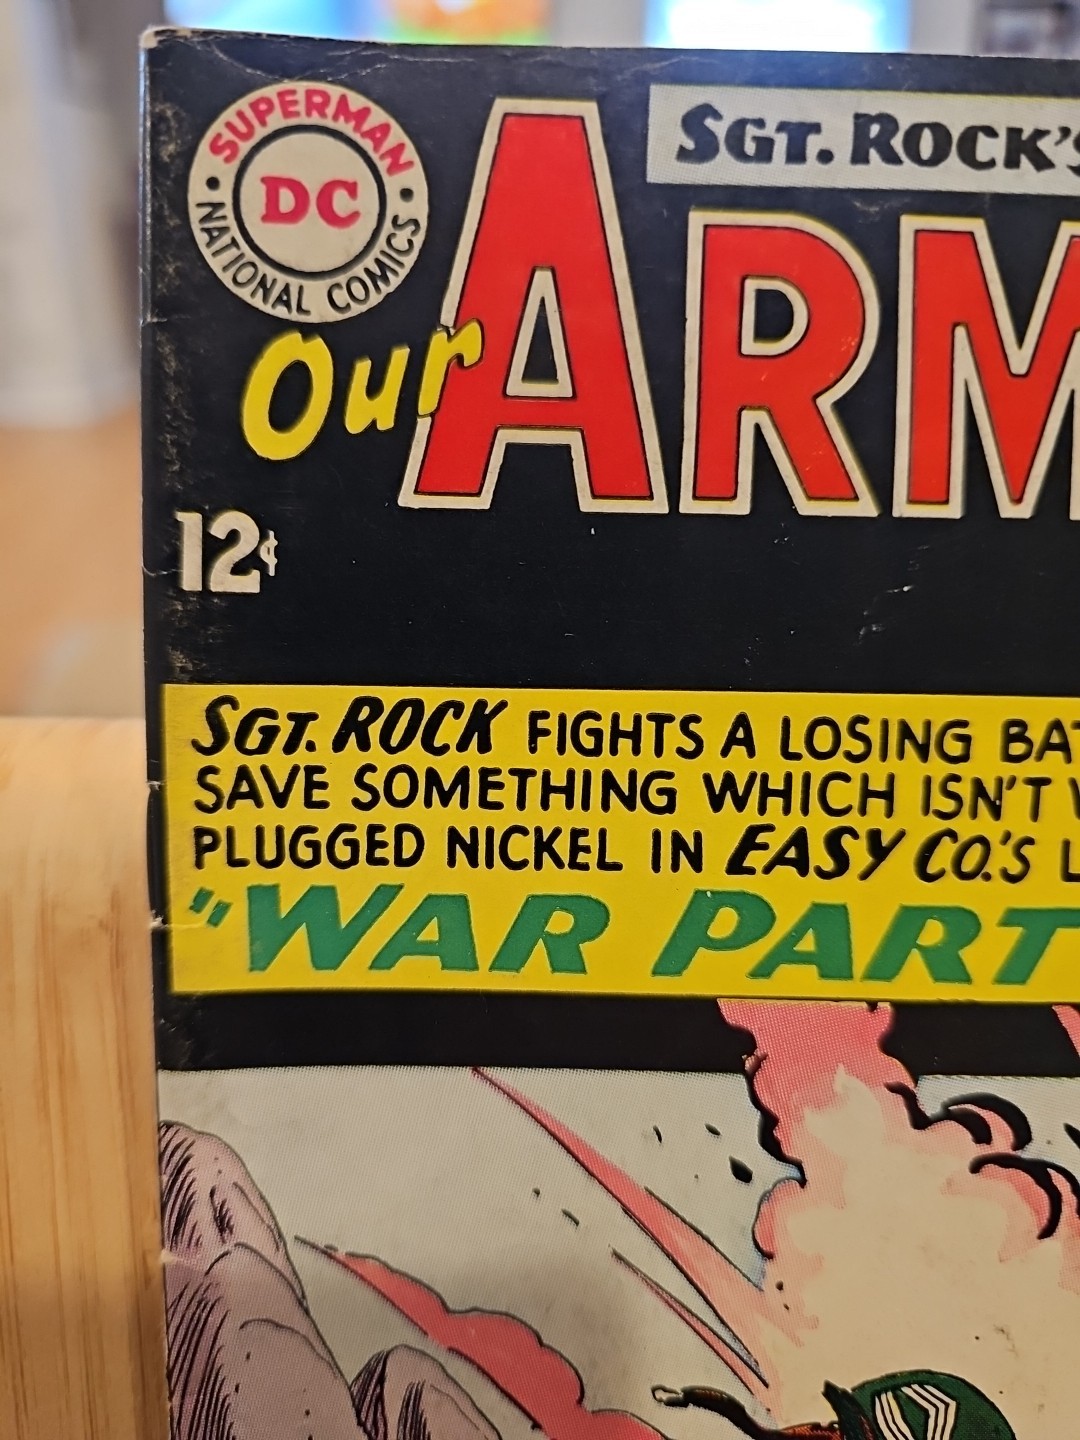 SUPERMAN
DC
NATIONAL COMICS
SGT. ROCK'S
Our ARM
12¢
SGT. ROCK FIGHTS A LOSING BAT
SAVE SOMETHING WHICH ISN'T W
PLUGGED NICKEL IN EASY CO.'S L
"WAR PART